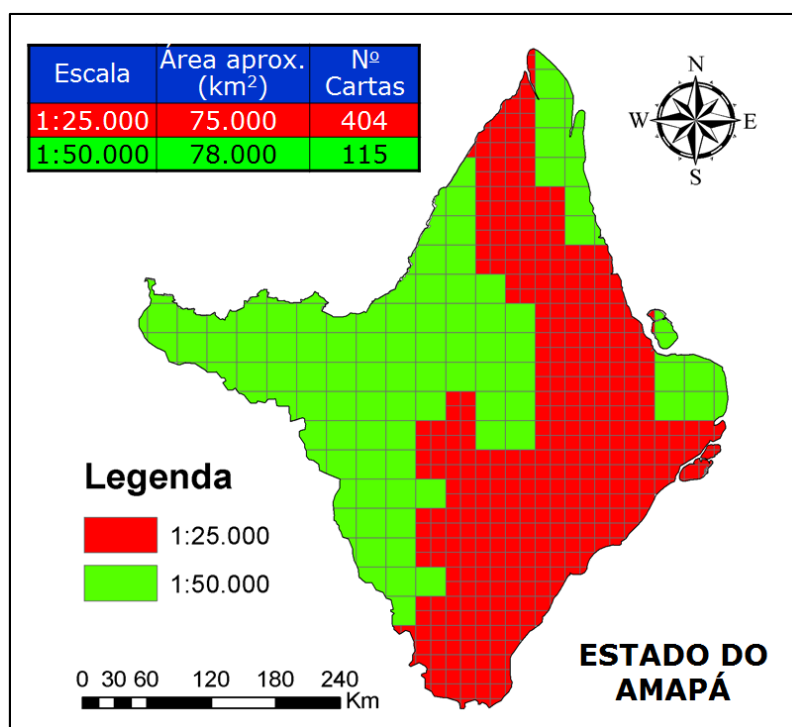 Escala Área aprox. (km²) Nº Cartas
1:25.000 75.000 404
1:50.000 78.000 115
N
W E
S
Legenda
1:25.000
1:50.000
0 30 60 120 180 240
Km
ESTADO DO
AMAPÁ